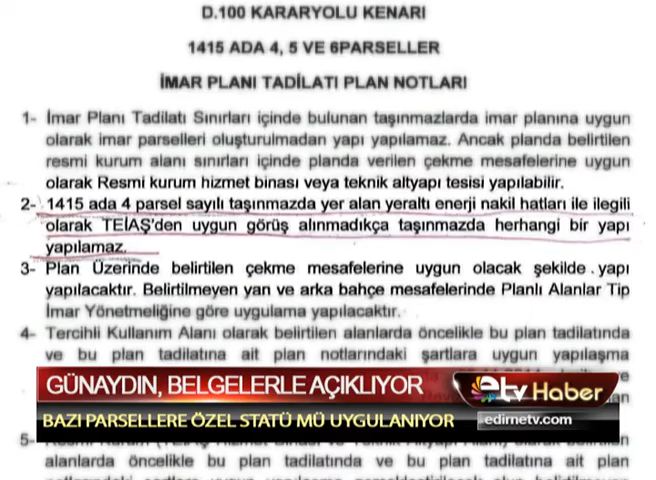 D.100 KARARYOLU KENARI
1415 ADA 4, 5 VE 6PARSELLER
İMAR PLANI TADİLATI PLAN NOTLARI
1- İmar Planı Tadilatı Sınırları içinde bulunan taşınmazlarda imar planına uygun
olarak imar parselleri oluşturulmadan yapı yapılamaz. Ancak planda belirtilen
resmi kurum alanı sınırları içinde planda verilen çekme mesafelerine uygun
olarak Resmi kurum hizmet binası veya teknik altyapı tesisi yapılabilir.
2- 1415 ada 4 parsel sayılı taşınmazda yer alan yeraltı enerji nakil hatları ile ilegili
olarak TEİAŞ'den uygun görüş alınmadıkça taşınmazda herhangi bir yapı
yapılamaz.
3- Plan Üzerinde belirtilen çekme mesafelerine uygun olacak şekilde . yapı
yapılacaktır. Belirtilmeyen yan ve arka bahçe mesafelerinde Planlı Alanlar Tip
İmar Yönetmeliğine göre uygulama yapılacaktır.
4- Tercihli Kullanım Alanı olarak belirtilen alanlarda öncelikle bu plan tadilatında
ve bu plan tadilatına ait plan notlarındaki şartlara uygun yapılaşma
GÜNAYDIN, BELGELERLE AÇIKLIYOR
etv Haber
BAZI PARSELLERE ÖZEL STATÜ MÜ UYGULANIYOR
edirnetv.com
5-
alanlarda öncelikle bu plan tadilatında ve bu plan tadilatına ait plan